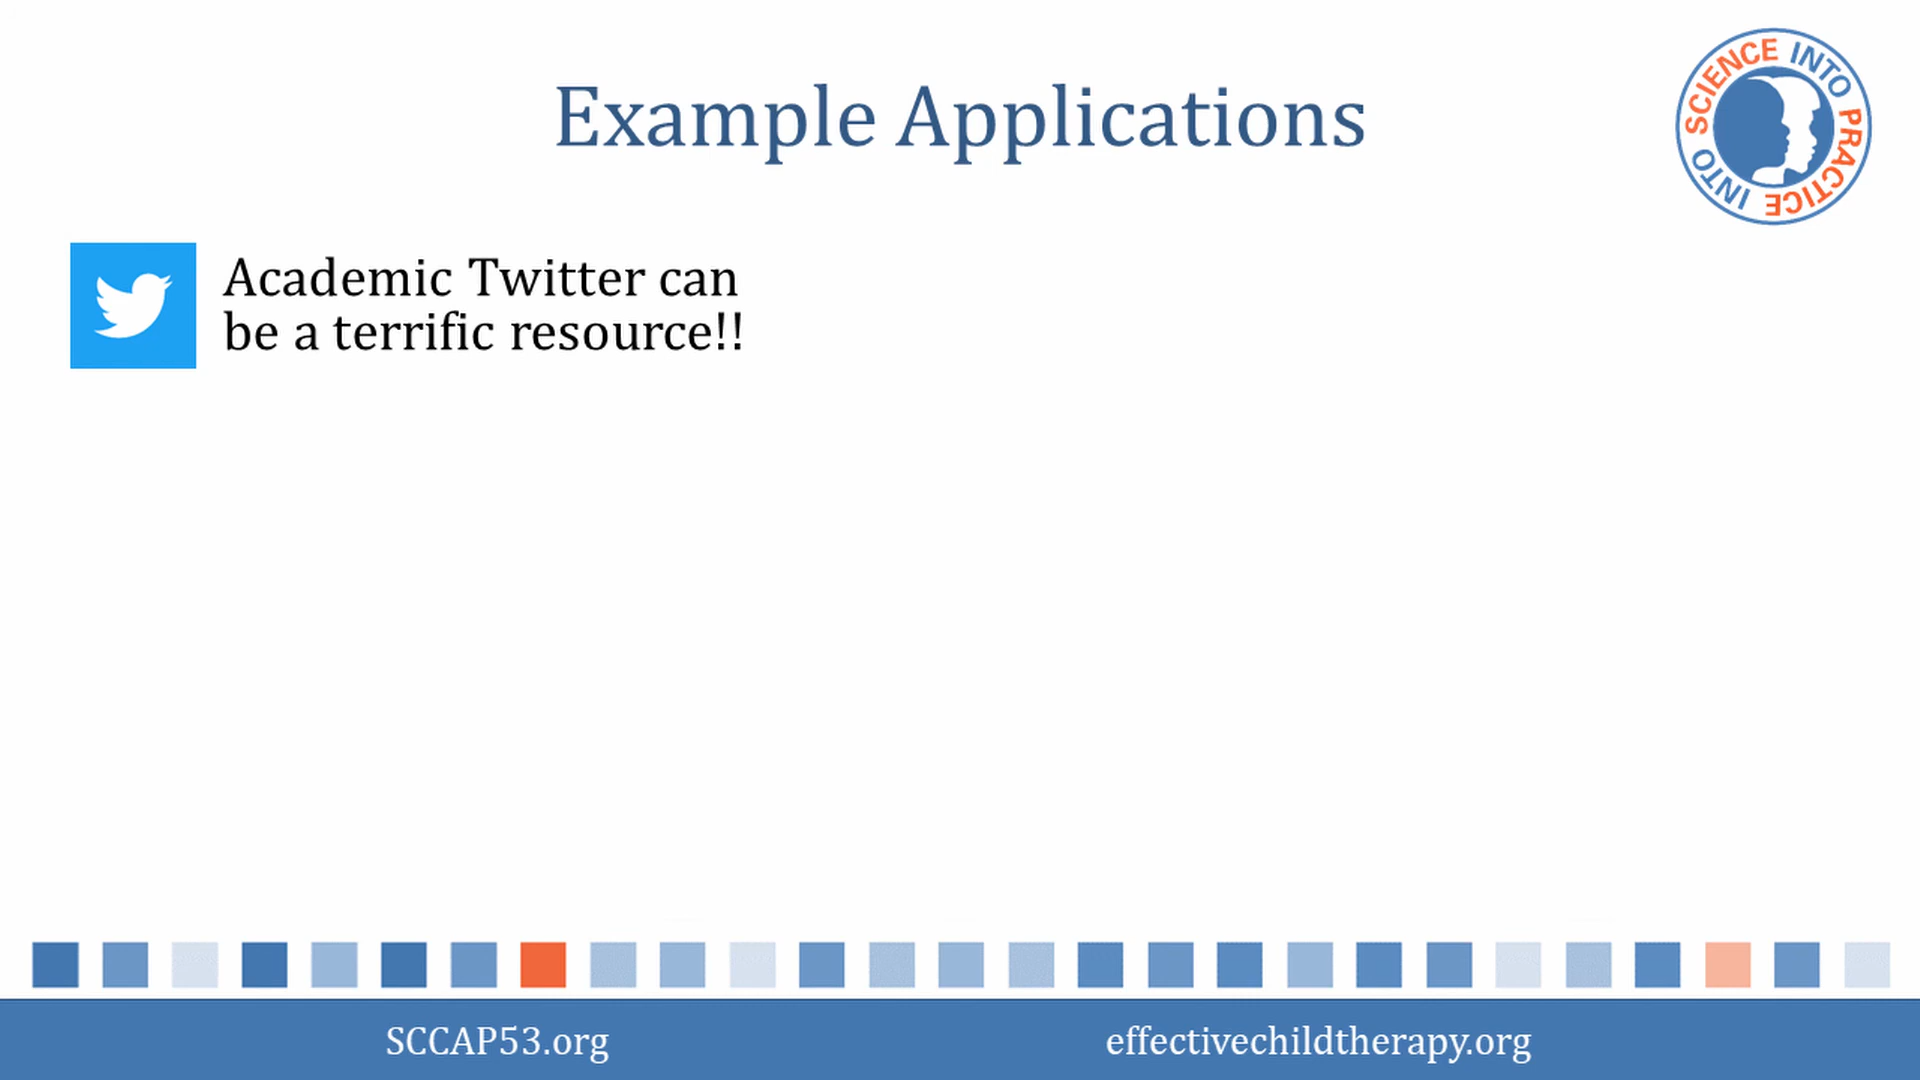 Example Applications
SCIENCE INTO PRACTICE INTO
Academic Twitter can
be a terrific resource!!
SCCAP53.org
effectivechildtherapy.org